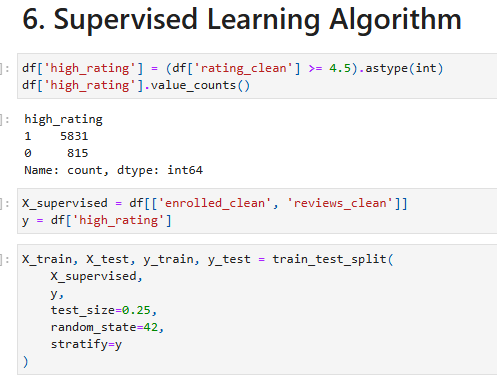 6. Supervised Learning Algorithm
]: df['high_rating'] = (df['rating_clean'] >= 4.5).astype(int)
df['high_rating'].value_counts()
]: high_rating
1    5831
0     815
Name: count, dtype: int64
]: X_supervised = df[['enrolled_clean', 'reviews_clean']]
y = df['high_rating']
]: X_train, X_test, y_train, y_test = train_test_split(
    X_supervised,
    y,
    test_size=0.25,
    random_state=42,
    stratify=y
)